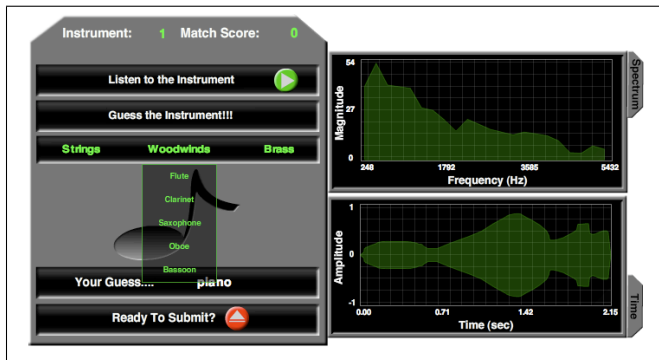 Instrument: 1 Match Score: 0
Listen to the Instrument
Guess the Instrument!!!
Strings Woodwinds Brass
Flute
Clarinet
Saxophone
Oboe
Bassoon
Your Guess.... piano
Ready To Submit?
Spectrum
Magnitude
54
27
0
248 1792 3585 5432
Frequency (Hz)
Time
Amplitude
1
0
-1
0.00 0.71 1.42 2.15
Time (sec)